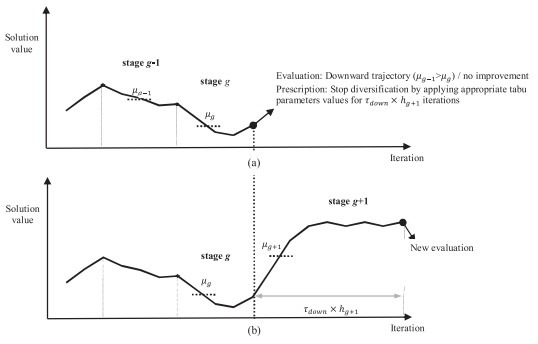 Solution
value
stage g-1
stage g
μg−1
μg
Evaluation: Downward trajectory (μg−1>μg) / no improvement
Prescription: Stop diversification by applying appropriate tabu
parameters values for τdown × hg+1 iterations
(a)
Iteration
Solution
value
stage g+1
stage g
μg+1
μg
New evaluation
τdown × hg+1
(b)
Iteration